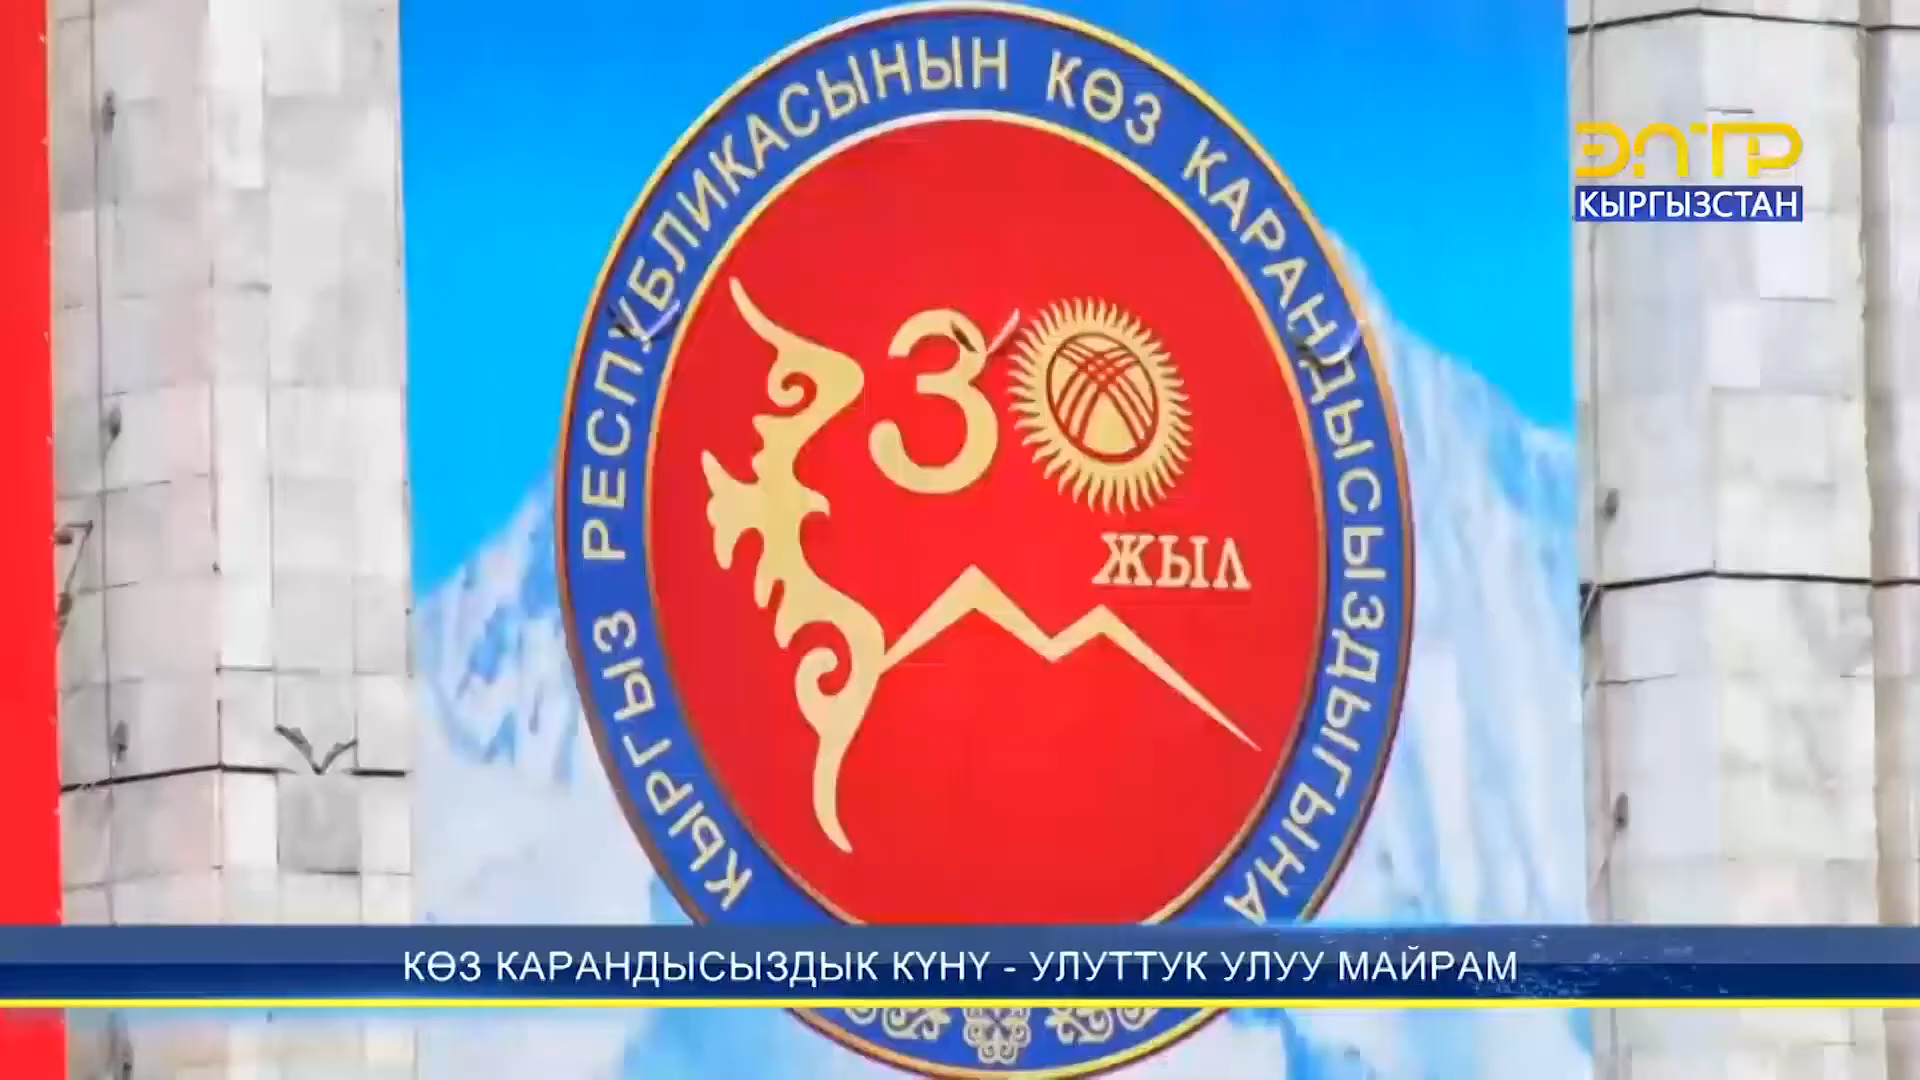 КЫРГЫЗ РЕСПУБЛИКАСЫНЫН КӨЗ КАРАНДЫСЫЗДЫГЫНА
30
ЖЫЛ
ЭЛТР
КЫРГЫЗСТАН
КӨЗ КАРАНДЫСЫЗДЫК КҮНҮ - УЛУТТУК УЛУУ МАЙРАМ